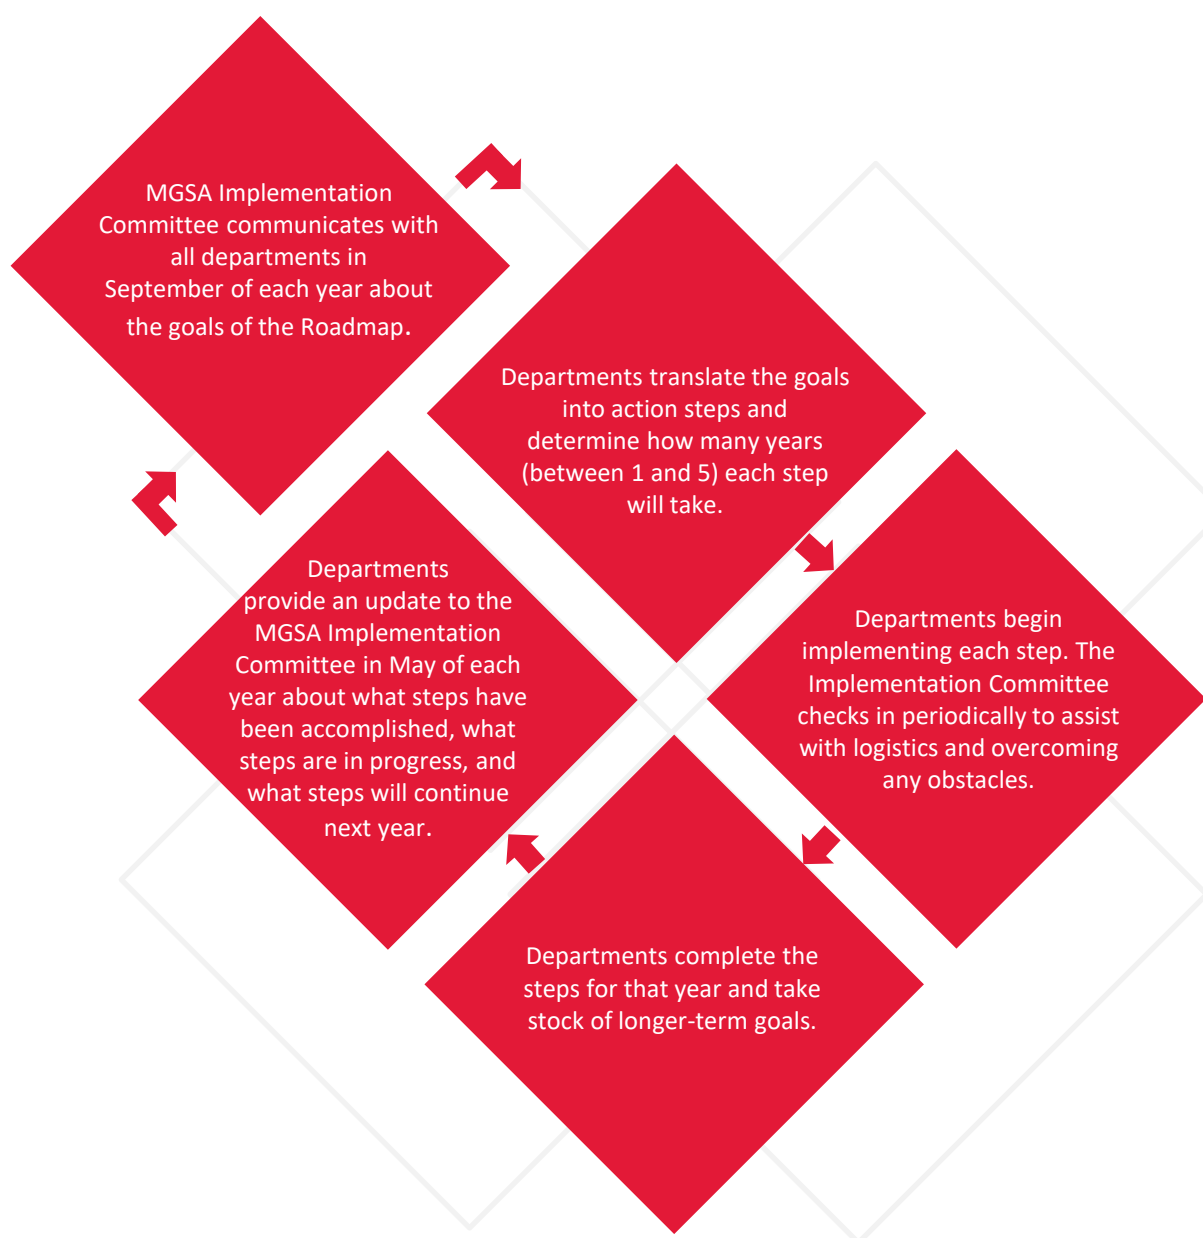 MGSA Implementation
Committee communicates with
all departments in
September of each year about
the goals of the Roadmap.
Departments translate the goals
into action steps and
determine how many years
(between 1 and 5) each step
will take.
Departments begin
implementing each step. The
Implementation Committee
checks in periodically to assist
with logistics and overcoming
any obstacles.
Departments complete the
steps for that year and take
stock of longer-term goals.
Departments
provide an update to the
MGSA Implementation
Committee in May of each
year about what steps have
been accomplished, what
steps are in progress, and
what steps will continue
next year.